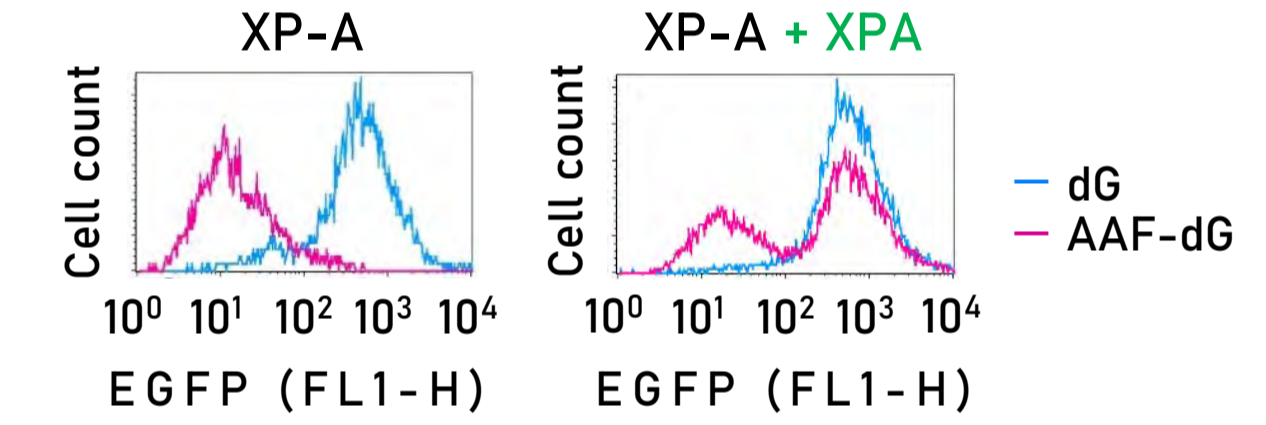 XP-A
Cell count
10⁰ 10¹ 10² 10³ 10⁴
EGFP (FL1-H)
XP-A + XPA
Cell count
10⁰ 10¹ 10² 10³ 10⁴
EGFP (FL1-H)
dG
AAF-dG